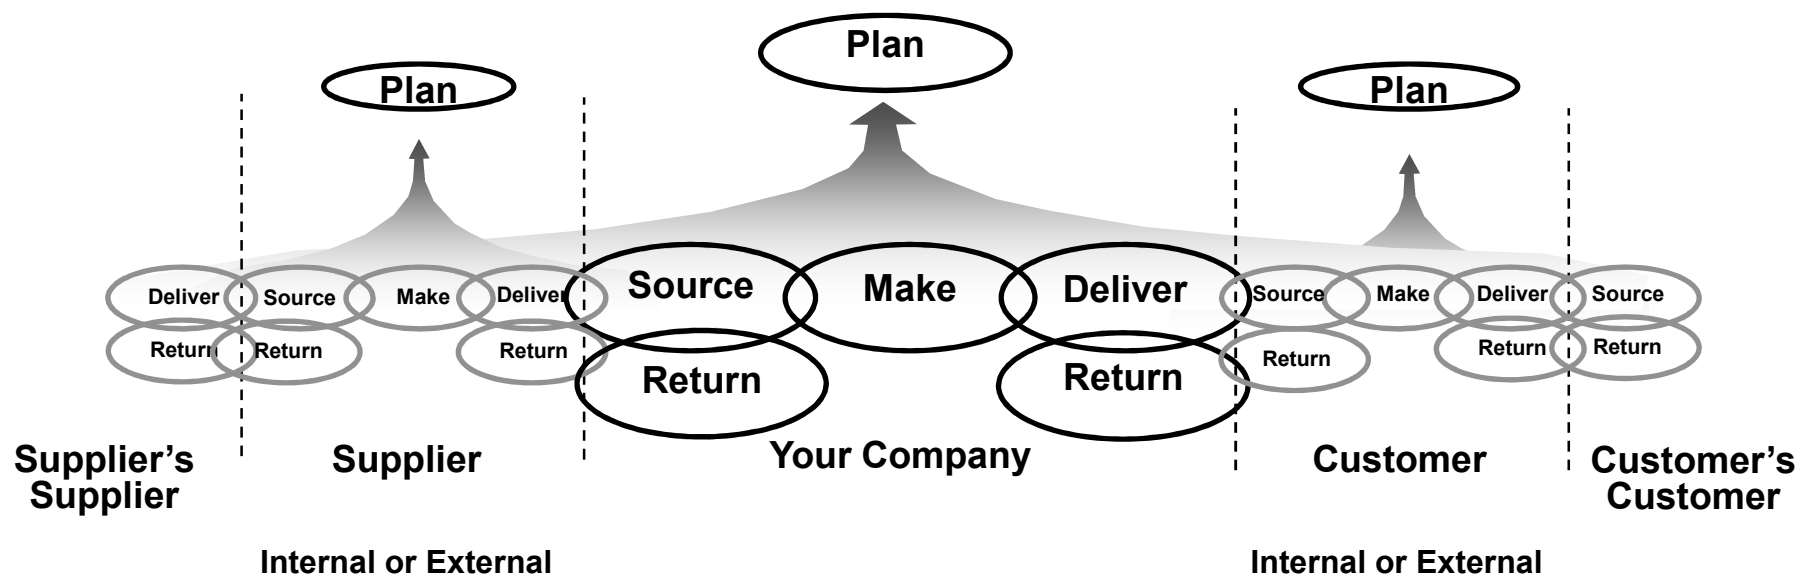 Plan
Plan
Plan
Deliver
Source
Make
Deliver
Source
Make
Deliver
Source
Make
Deliver
Source
Return
Return
Return
Return
Return
Return
Return
Return
Supplier's
Supplier
Supplier
Your Company
Customer
Customer's
Customer
Internal or External
Internal or External